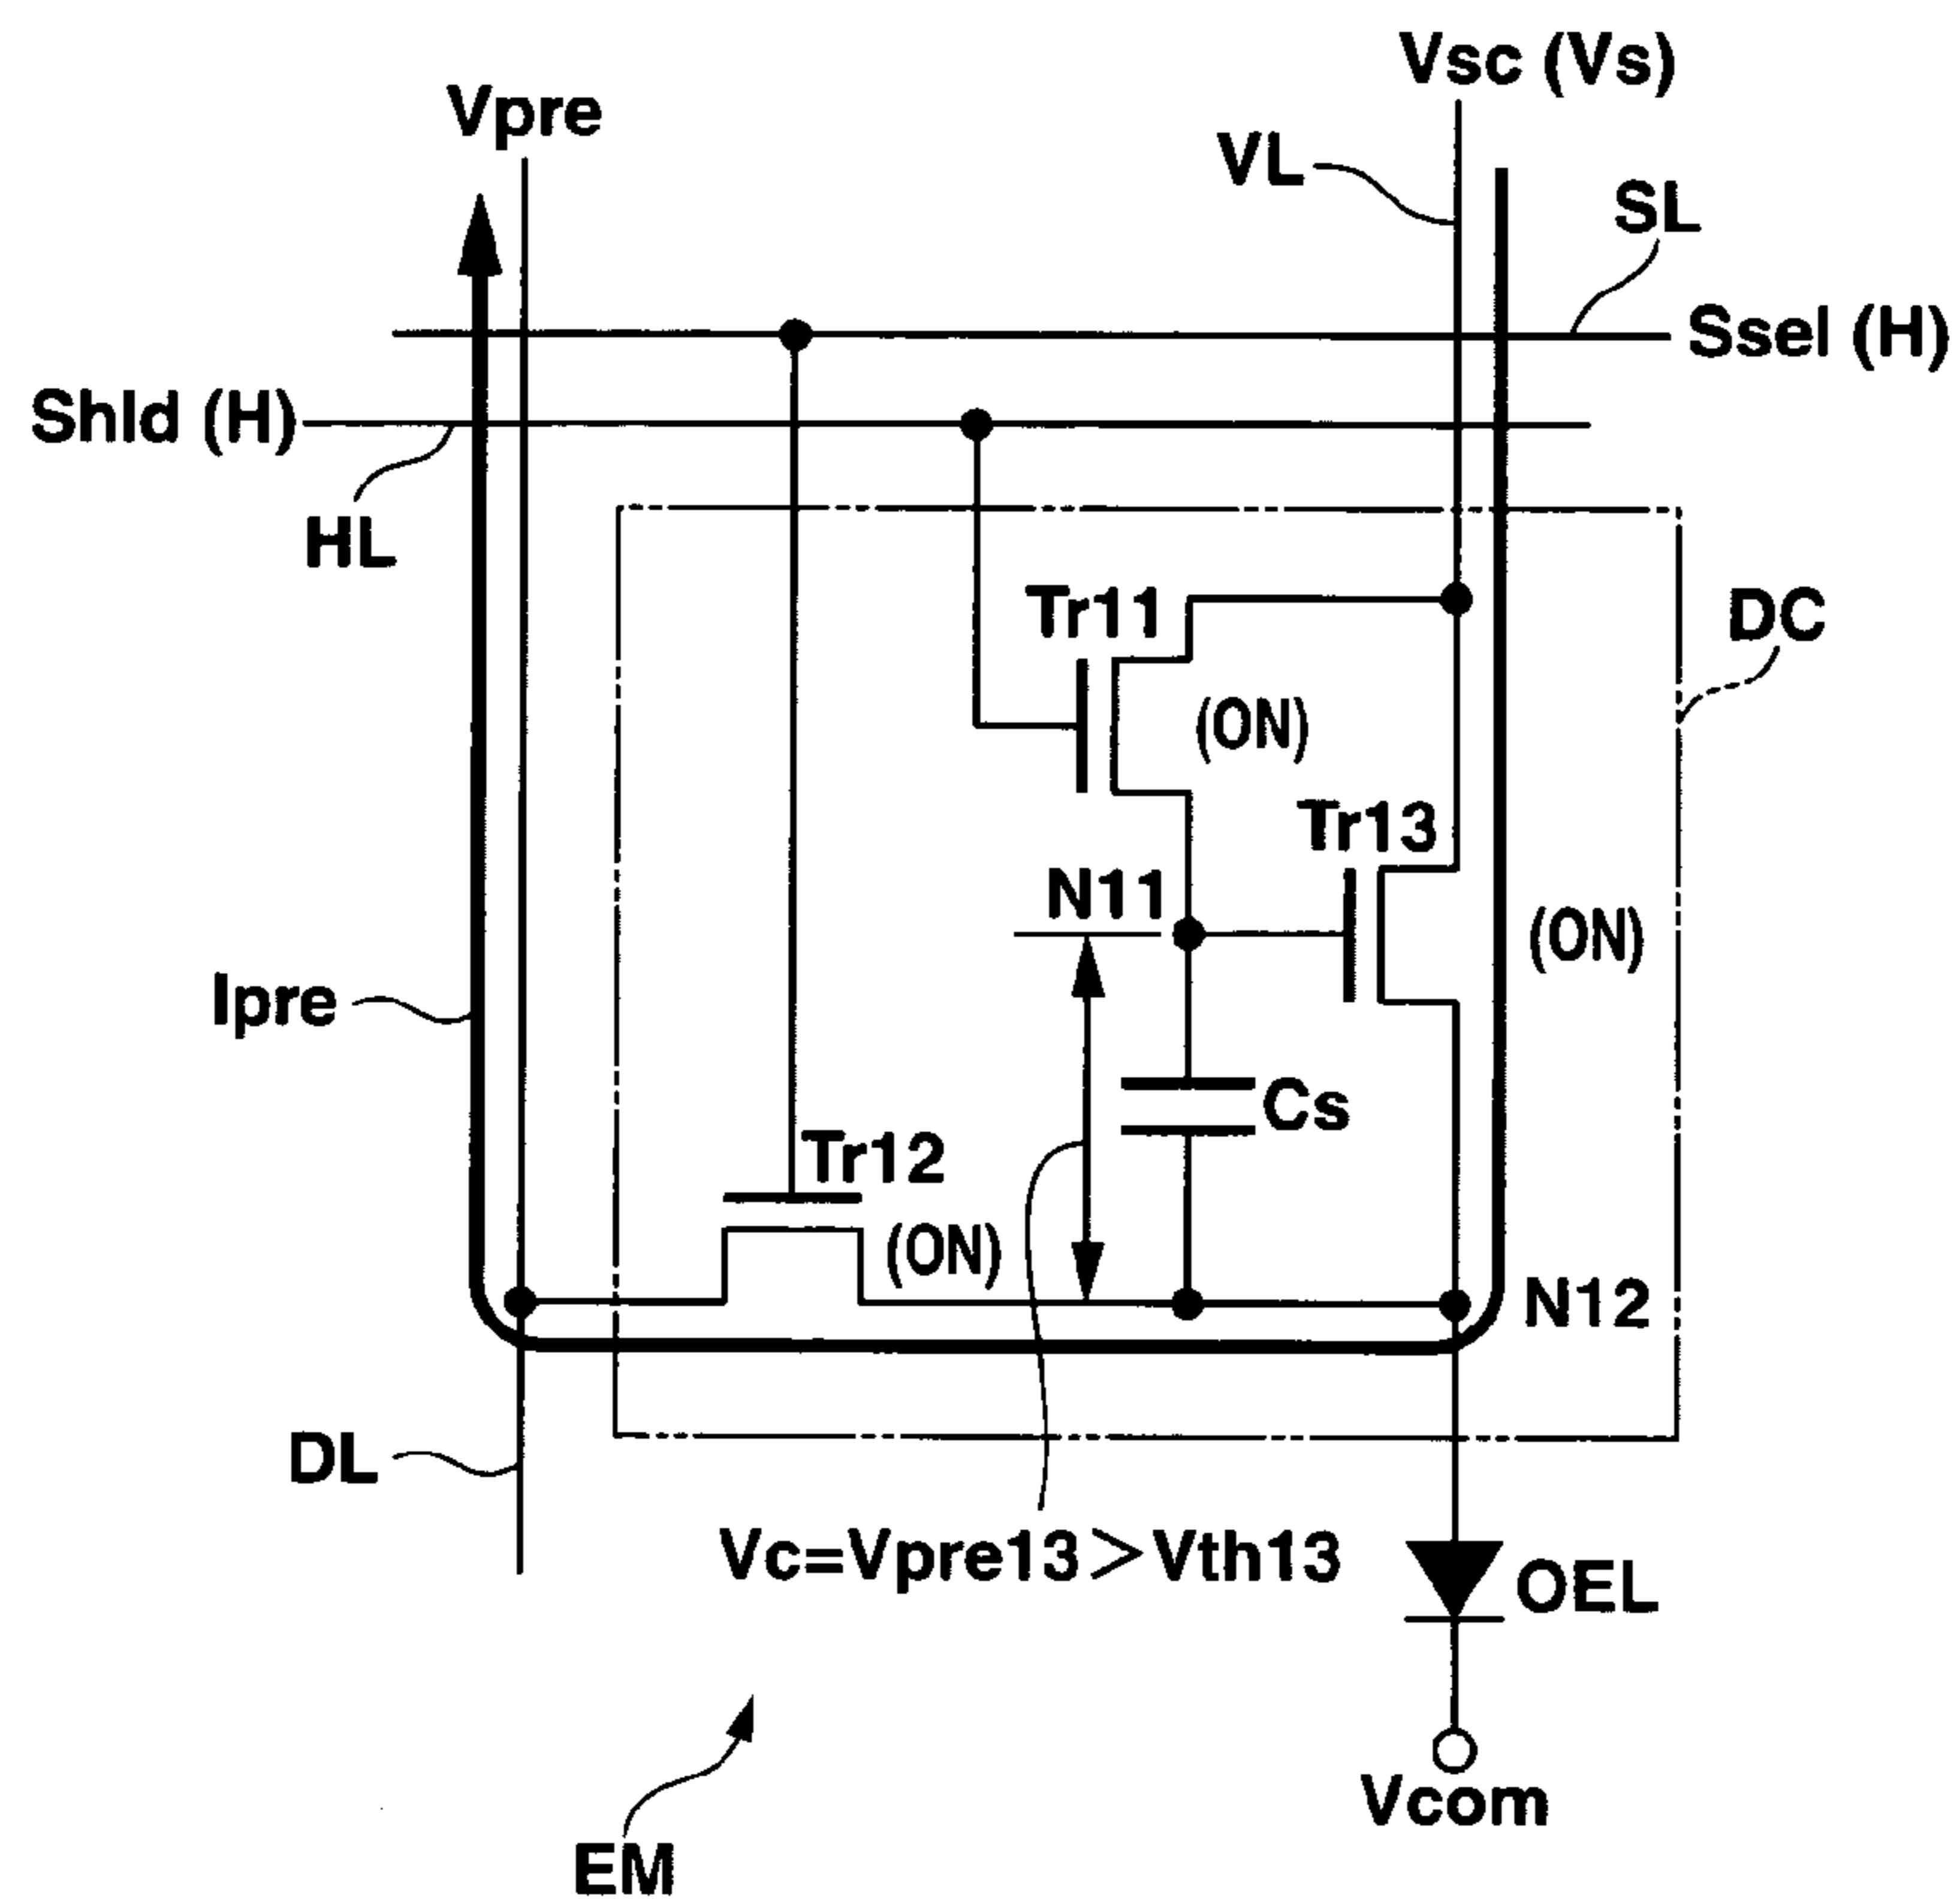 Vsc (Vs)
Vpre
VL
SL
Ssel (H)
Shld (H)
HL
Tr11
DC
(ON)
Tr13
N11
(ON)
Ipre
Cs
Tr12
(ON)
N12
DL
Vc=Vpre13>Vth13
OEL
Vcom
EM